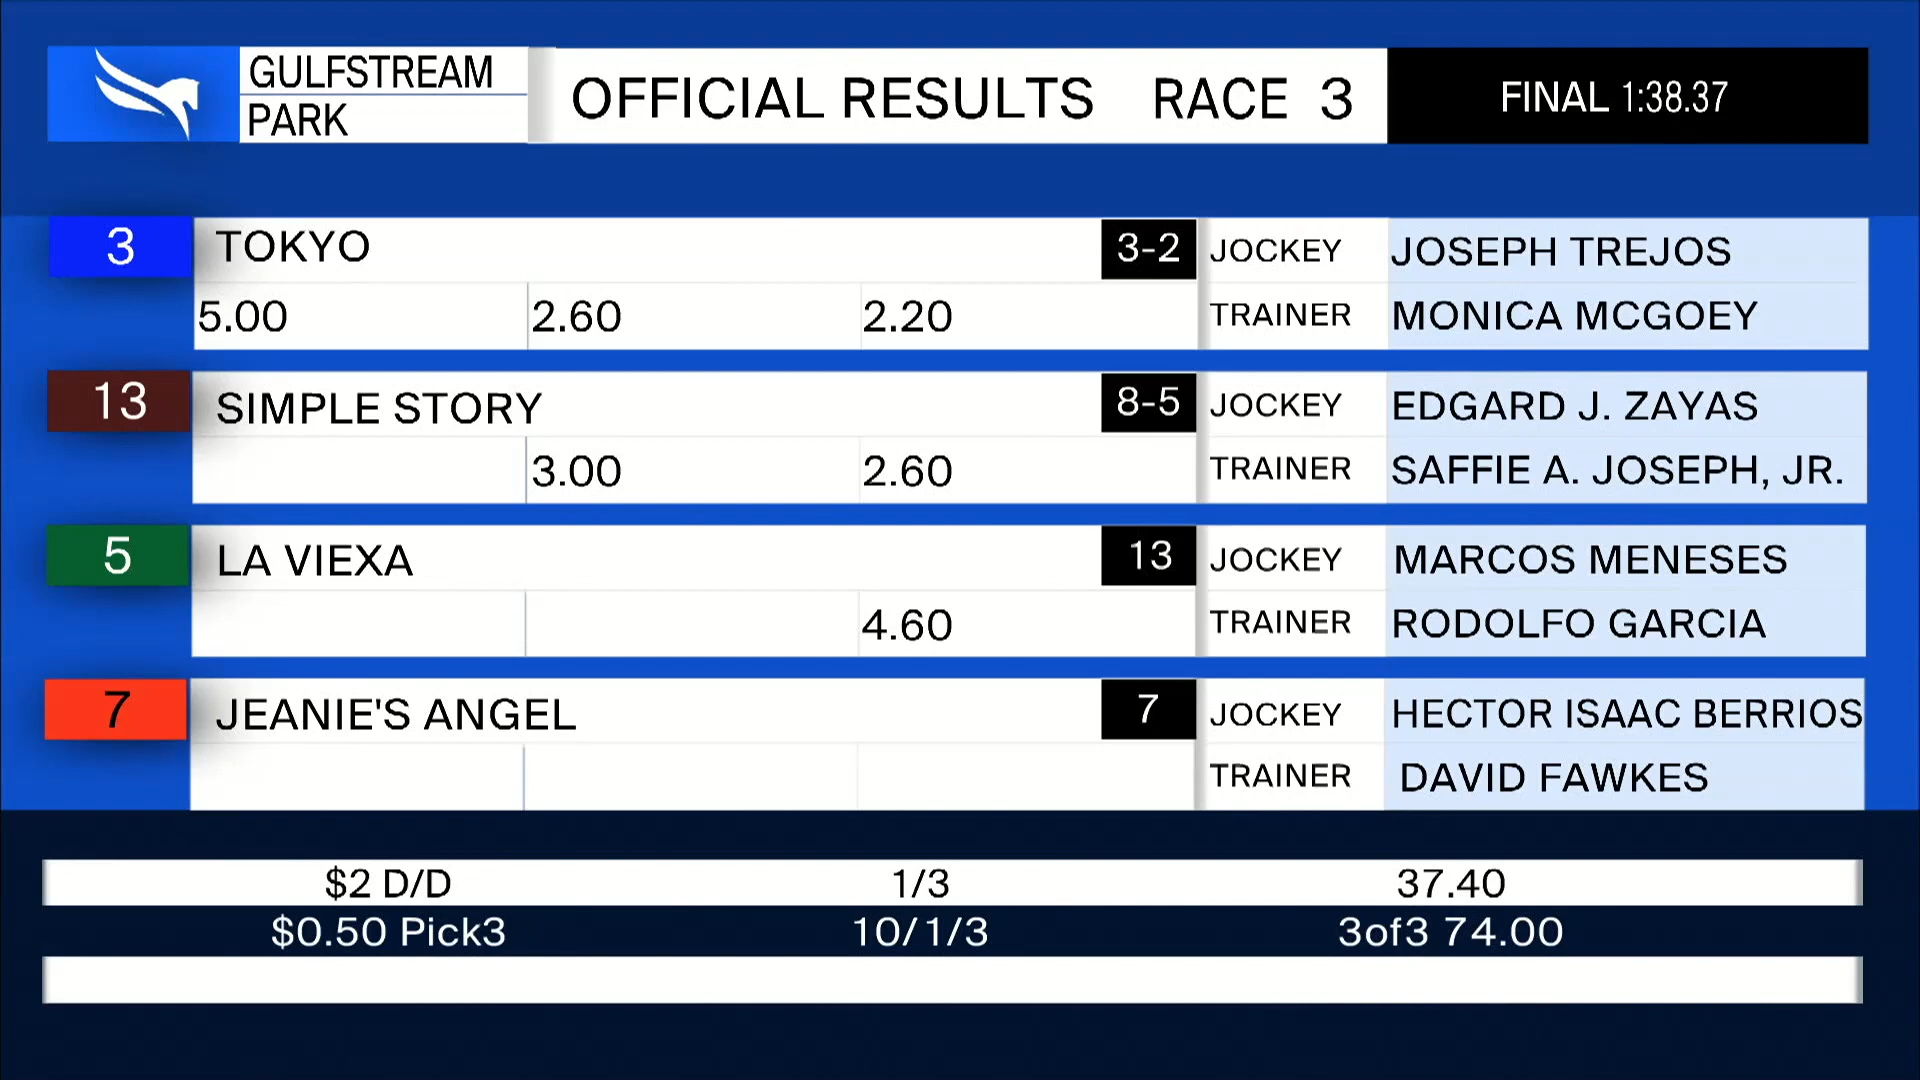 GULFSTREAM
PARK
OFFICIAL RESULTS RACE 3
FINAL 1:38.37
3 TOKYO 3-2 JOCKEY JOSEPH TREJOS
5.00 2.60 2.20 TRAINER MONICA MCGOEY
13 SIMPLE STORY 8-5 JOCKEY EDGARD J. ZAYAS
3.00 2.60 TRAINER SAFFIE A. JOSEPH, JR.
5 LA VIEXA 13 JOCKEY MARCOS MENESES
4.60 TRAINER RODOLFO GARCIA
7 JEANIE'S ANGEL 7 JOCKEY HECTOR ISAAC BERRIOS
TRAINER DAVID FAWKES
$2 D/D 1/3 37.40
$0.50 Pick3 10/1/3 3of3 74.00